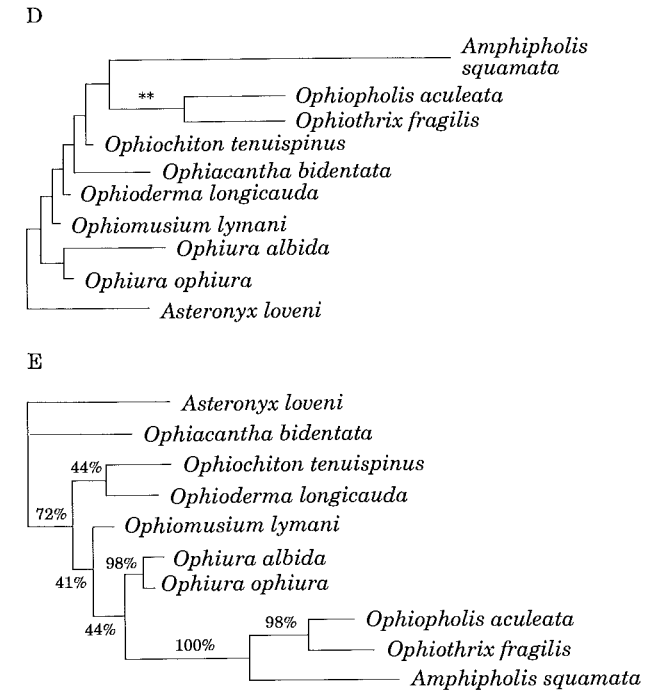 D
Amphipholis
squamata
**
Ophiopholis aculeata
Ophiothrix fragilis
Ophiochiton tenuispinus
Ophiacantha bidentata
Ophioderma longicauda
Ophiomusium lymani
Ophiura albida
Ophiura ophiura
Asteronyx loveni
E
Asteronyx loveni
Ophiacantha bidentata
44%
Ophiochiton tenuispinus
Ophioderma longicauda
72%
Ophiomusium lymani
98%
Ophiura albida
41%
Ophiura ophiura
44%
98%
Ophiopholis aculeata
100%
Ophiothrix fragilis
Amphipholis squamata